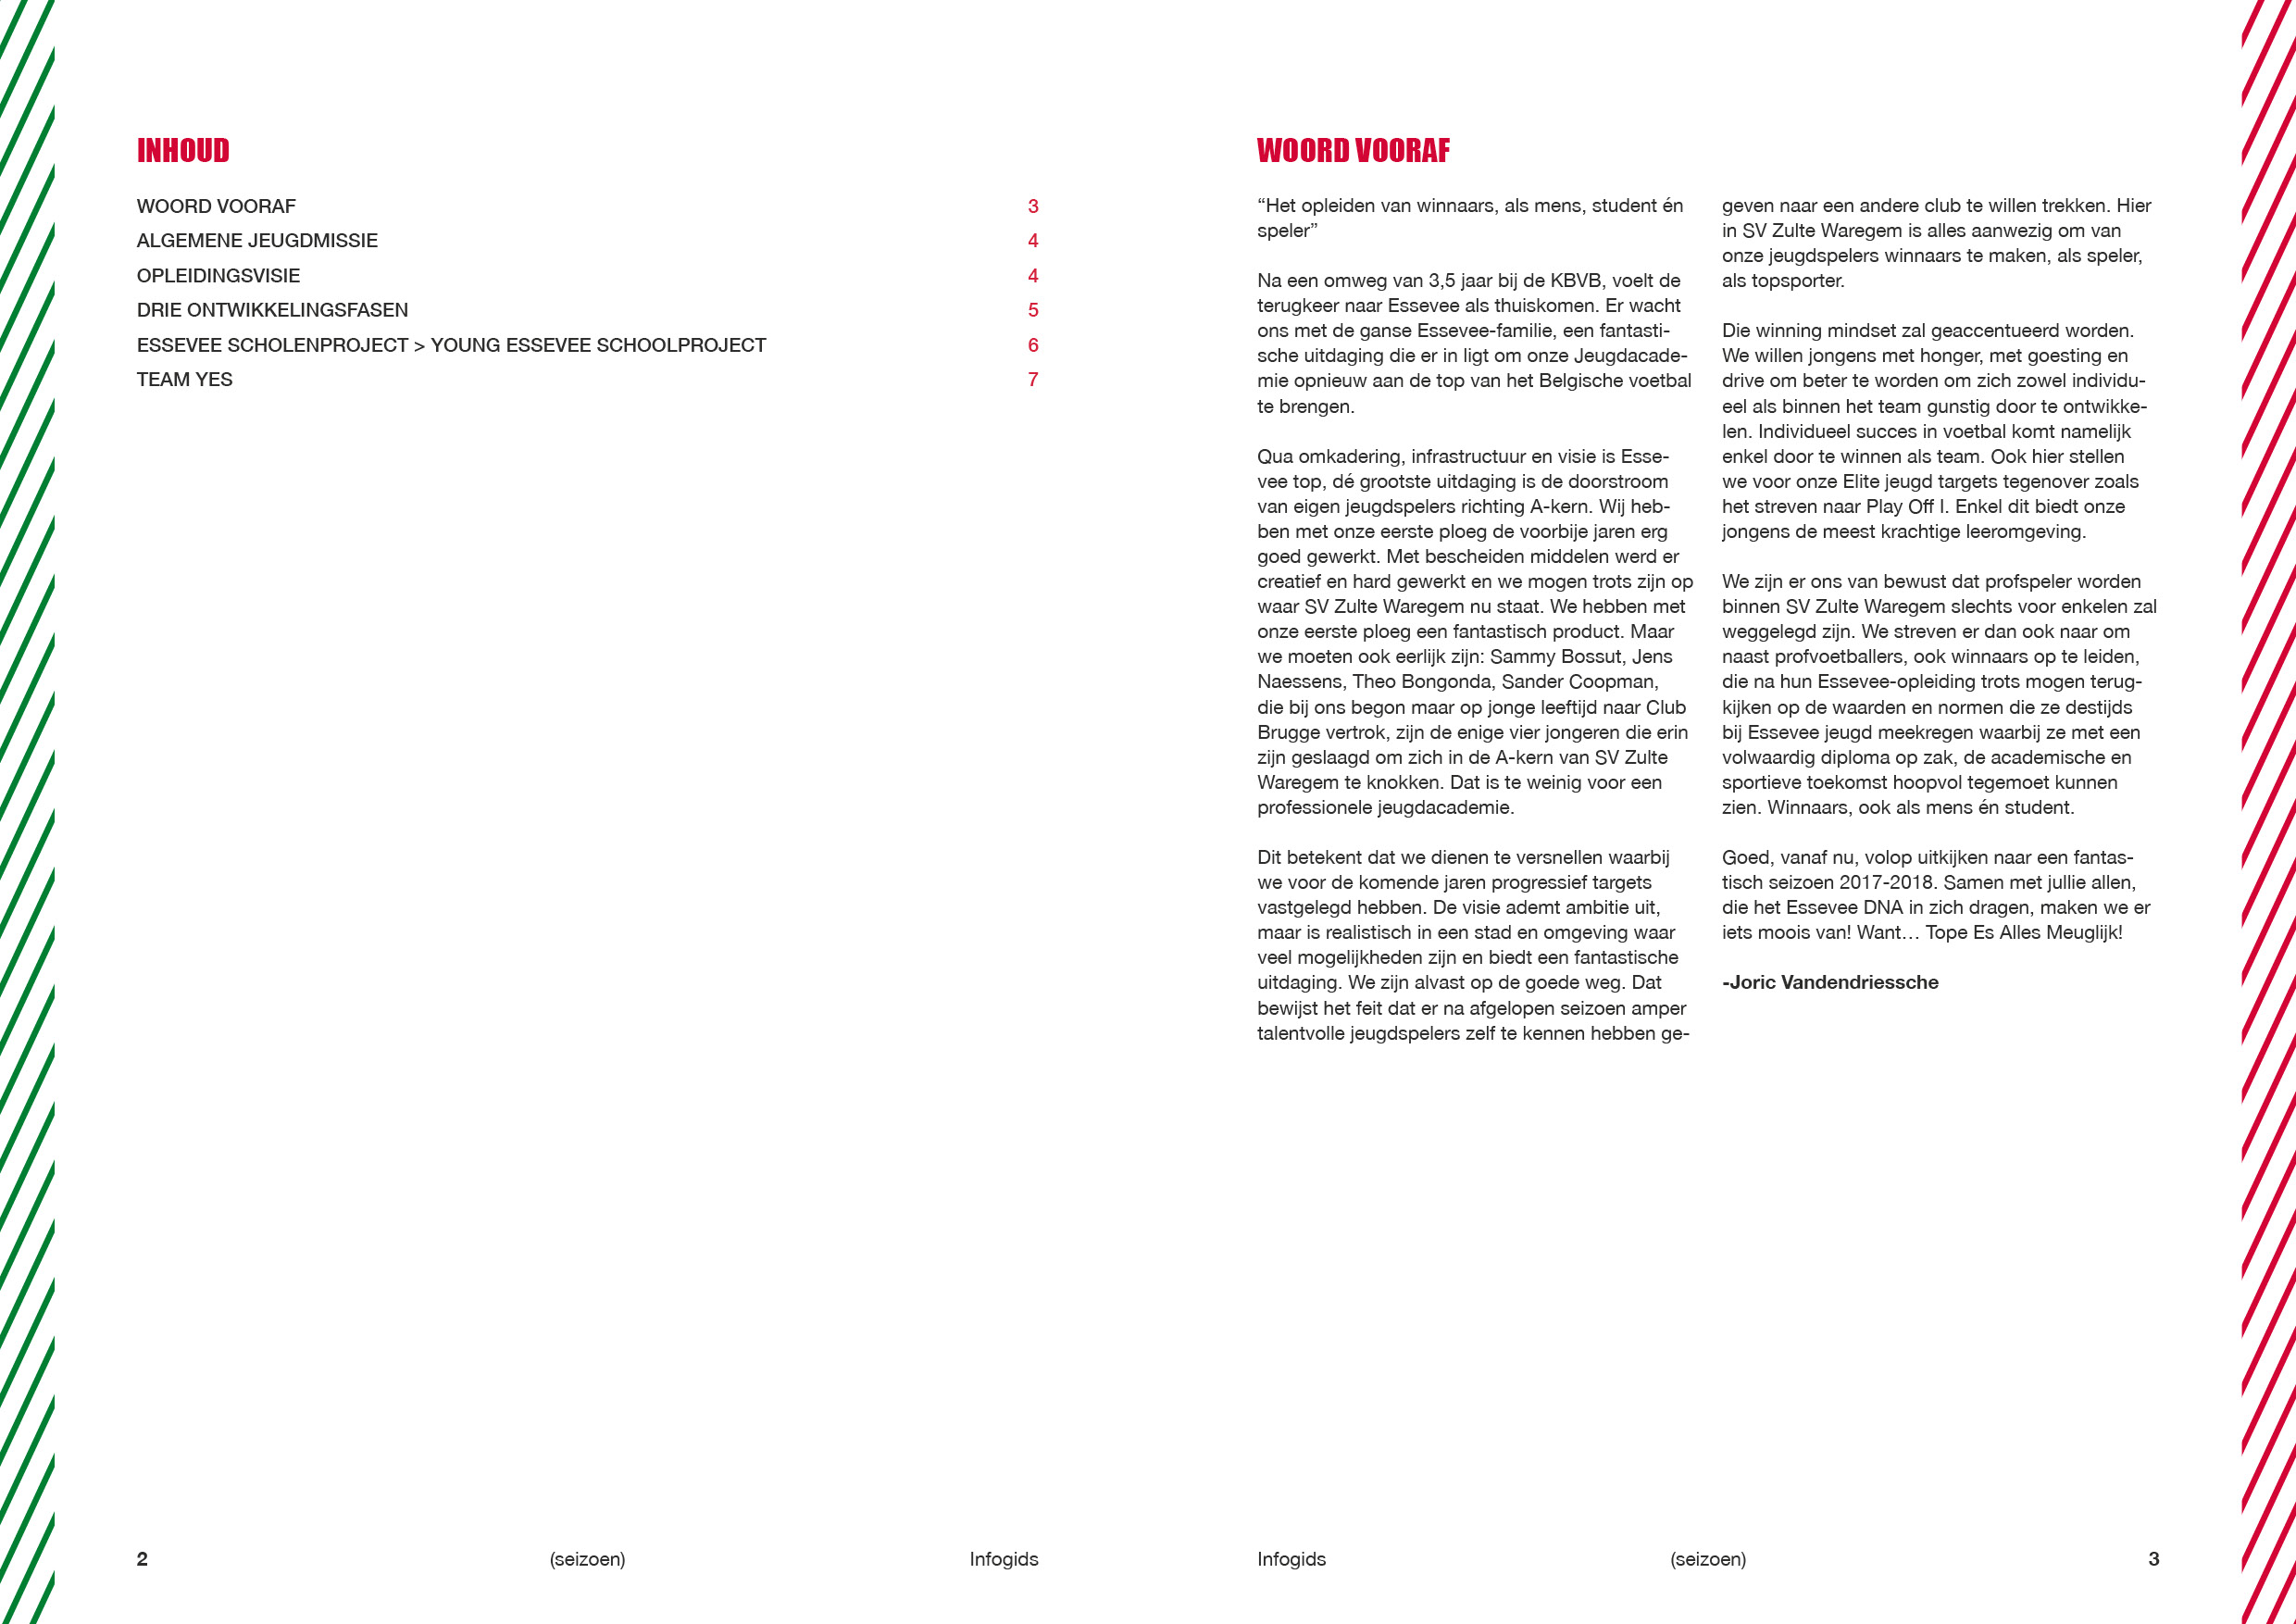 INHOUD
WOORD VOORAF 3
ALGEMENE JEUGDMISSIE 4
OPLEIDINGSVISIE 4
DRIE ONTWIKKELINGSFASEN 5
ESSEVEE SCHOLENPROJECT > YOUNG ESSEVEE SCHOOLPROJECT 6
TEAM YES 7
2 (seizoen) Infogids
WOORD VOORAF
“Het opleiden van winnaars, als mens, student én
speler”
Na een omweg van 3,5 jaar bij de KBVB, voelt de
terugkeer naar Essevee als thuiskomen. Er wacht
ons met de ganse Essevee-familie, een fantasti-
sche uitdaging die er in ligt om onze Jeugdacade-
mie opnieuw aan de top van het Belgische voetbal
te brengen.
Qua omkadering, infrastructuur en visie is Esse-
vee top, dé grootste uitdaging is de doorstroom
van eigen jeugdspelers richting A-kern. Wij heb-
ben met onze eerste ploeg de voorbije jaren erg
goed gewerkt. Met bescheiden middelen werd er
creatief en hard gewerkt en we mogen trots zijn op
waar SV Zulte Waregem nu staat. We hebben met
onze eerste ploeg een fantastisch product. Maar
we moeten ook eerlijk zijn: Sammy Bossut, Jens
Naessens, Theo Bongonda, Sander Coopman,
die bij ons begon maar op jonge leeftijd naar Club
Brugge vertrok, zijn de enige vier jongeren die erin
zijn geslaagd om zich in de A-kern van SV Zulte
Waregem te knokken. Dat is te weinig voor een
professionele jeugdacademie.
Dit betekent dat we dienen te versnellen waarbij
we voor de komende jaren progressief targets
vastgelegd hebben. De visie ademt ambitie uit,
maar is realistisch in een stad en omgeving waar
veel mogelijkheden zijn en biedt een fantastische
uitdaging. We zijn alvast op de goede weg. Dat
bewijst het feit dat er na afgelopen seizoen amper
talentvolle jeugdspelers zelf te kennen hebben ge-
geven naar een andere club te willen trekken. Hier
in SV Zulte Waregem is alles aanwezig om van
onze jeugdspelers winnaars te maken, als speler,
als topsporter.
Die winning mindset zal geaccentueerd worden.
We willen jongens met honger, met goesting en
drive om beter te worden om zich zowel individu-
eel als binnen het team gunstig door te ontwikke-
len. Individueel succes in voetbal komt namelijk
enkel door te winnen als team. Ook hier stellen
we voor onze Elite jeugd targets tegenover zoals
het streven naar Play Off I. Enkel dit biedt onze
jongens de meest krachtige leeromgeving.
We zijn er ons van bewust dat profspeler worden
binnen SV Zulte Waregem slechts voor enkelen zal
weggelegd zijn. We streven er dan ook naar om
naast profvoetballers, ook winnaars op te leiden,
die na hun Essevee-opleiding trots mogen terug-
kijken op de waarden en normen die ze destijds
bij Essevee jeugd meekregen waarbij ze met een
volwaardig diploma op zak, de academische en
sportieve toekomst hoopvol tegemoet kunnen
zien. Winnaars, ook als mens én student.
Goed, vanaf nu, volop uitkijken naar een fantas-
tisch seizoen 2017-2018. Samen met jullie allen,
die het Essevee DNA in zich dragen, maken we er
iets moois van! Want… Tope Es Alles Meuglijk!
-Joric Vandendriessche
Infogids (seizoen) 3